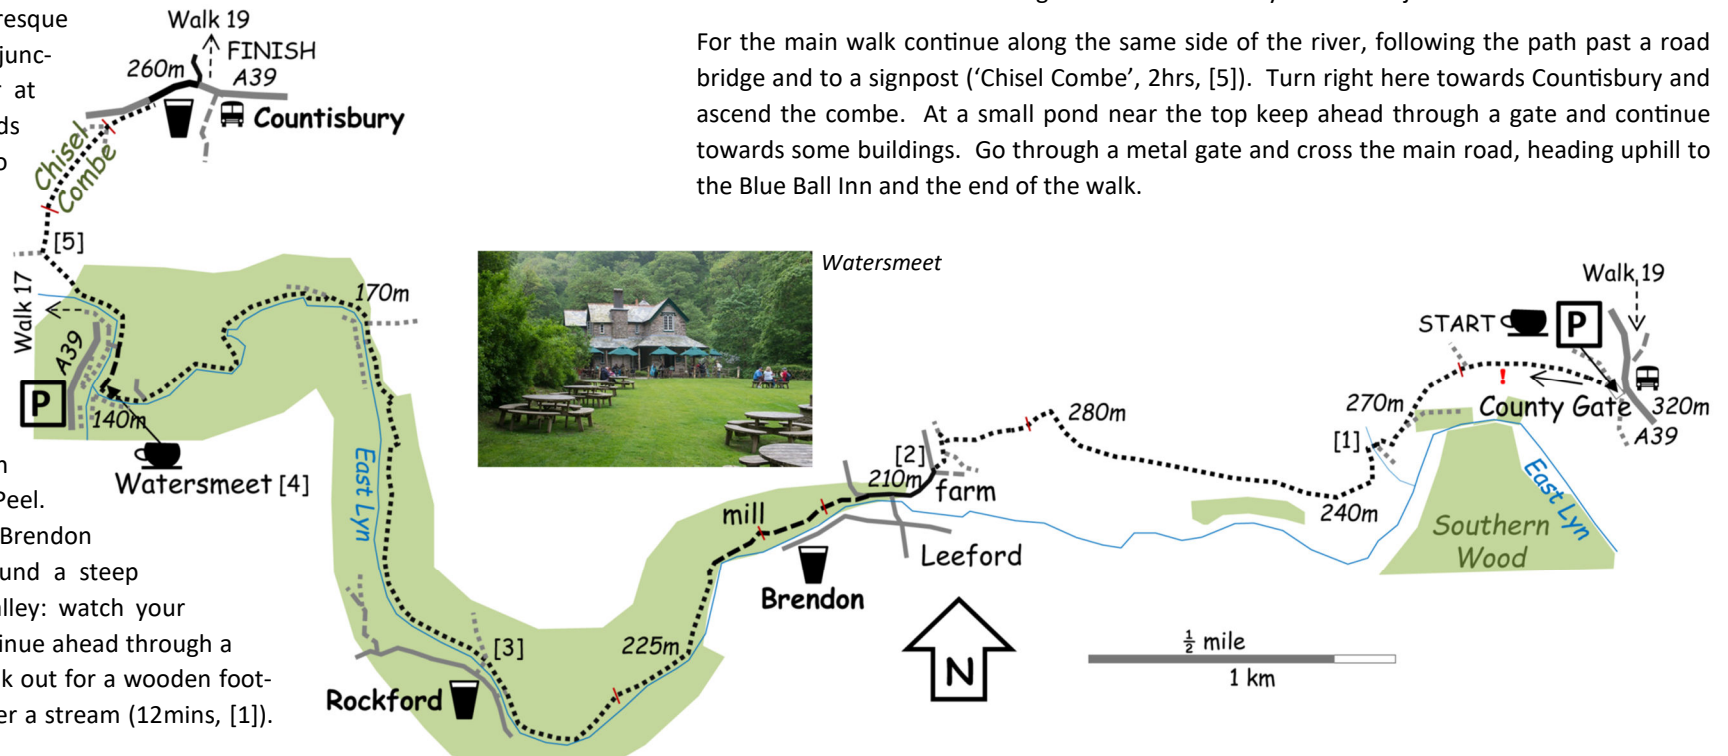 resque
junc-
at
ds
Walk 19
FINISH
260m
A39
Countisbury
Chisel
Combe
For the main walk continue along the same side of the river, following the path past a road
bridge and to a signpost (‘Chisel Combe’, 2hrs, [5]). Turn right here towards Countisbury and
ascend the combe. At a small pond near the top keep ahead through a gate and continue
towards some buildings. Go through a metal gate and cross the main road, heading uphill to
the Blue Ball Inn and the end of the walk.
[5]
Walk 17
A39
P
140m
Watersmeet [4]
170m
East Lyn
Watersmeet
Walk 19
START
P
County Gate
320m
A39
270m
[1]
280m
240m
East Lyn
Southern
Wood
[2]
210m
farm
mill
Leeford
Brendon
225m
[3]
Rockford
N
½ mile
1 km
Peel.
Brendon
und a steep
alley: watch your
tinue ahead through a
k out for a wooden foot-
er a stream (12mins, [1]).